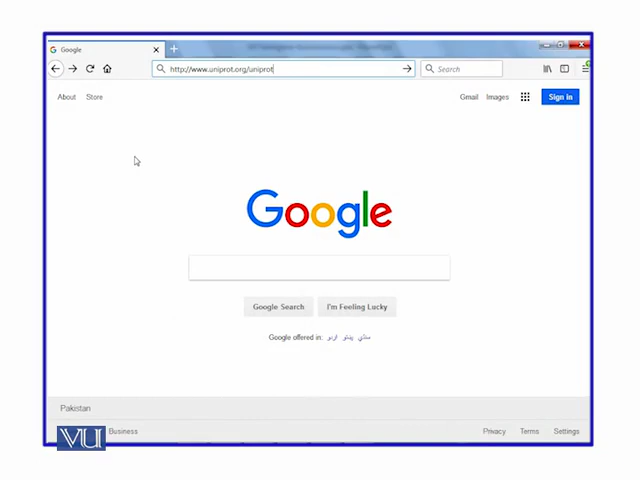 Google
http://www.uniprot.org/uniprot
Search
About Store
Gmail Images Sign in
Google
Google Search I'm Feeling Lucky
Google offered in: سنڌي پښتو اردو
Pakistan
VU Business
Privacy Terms Settings